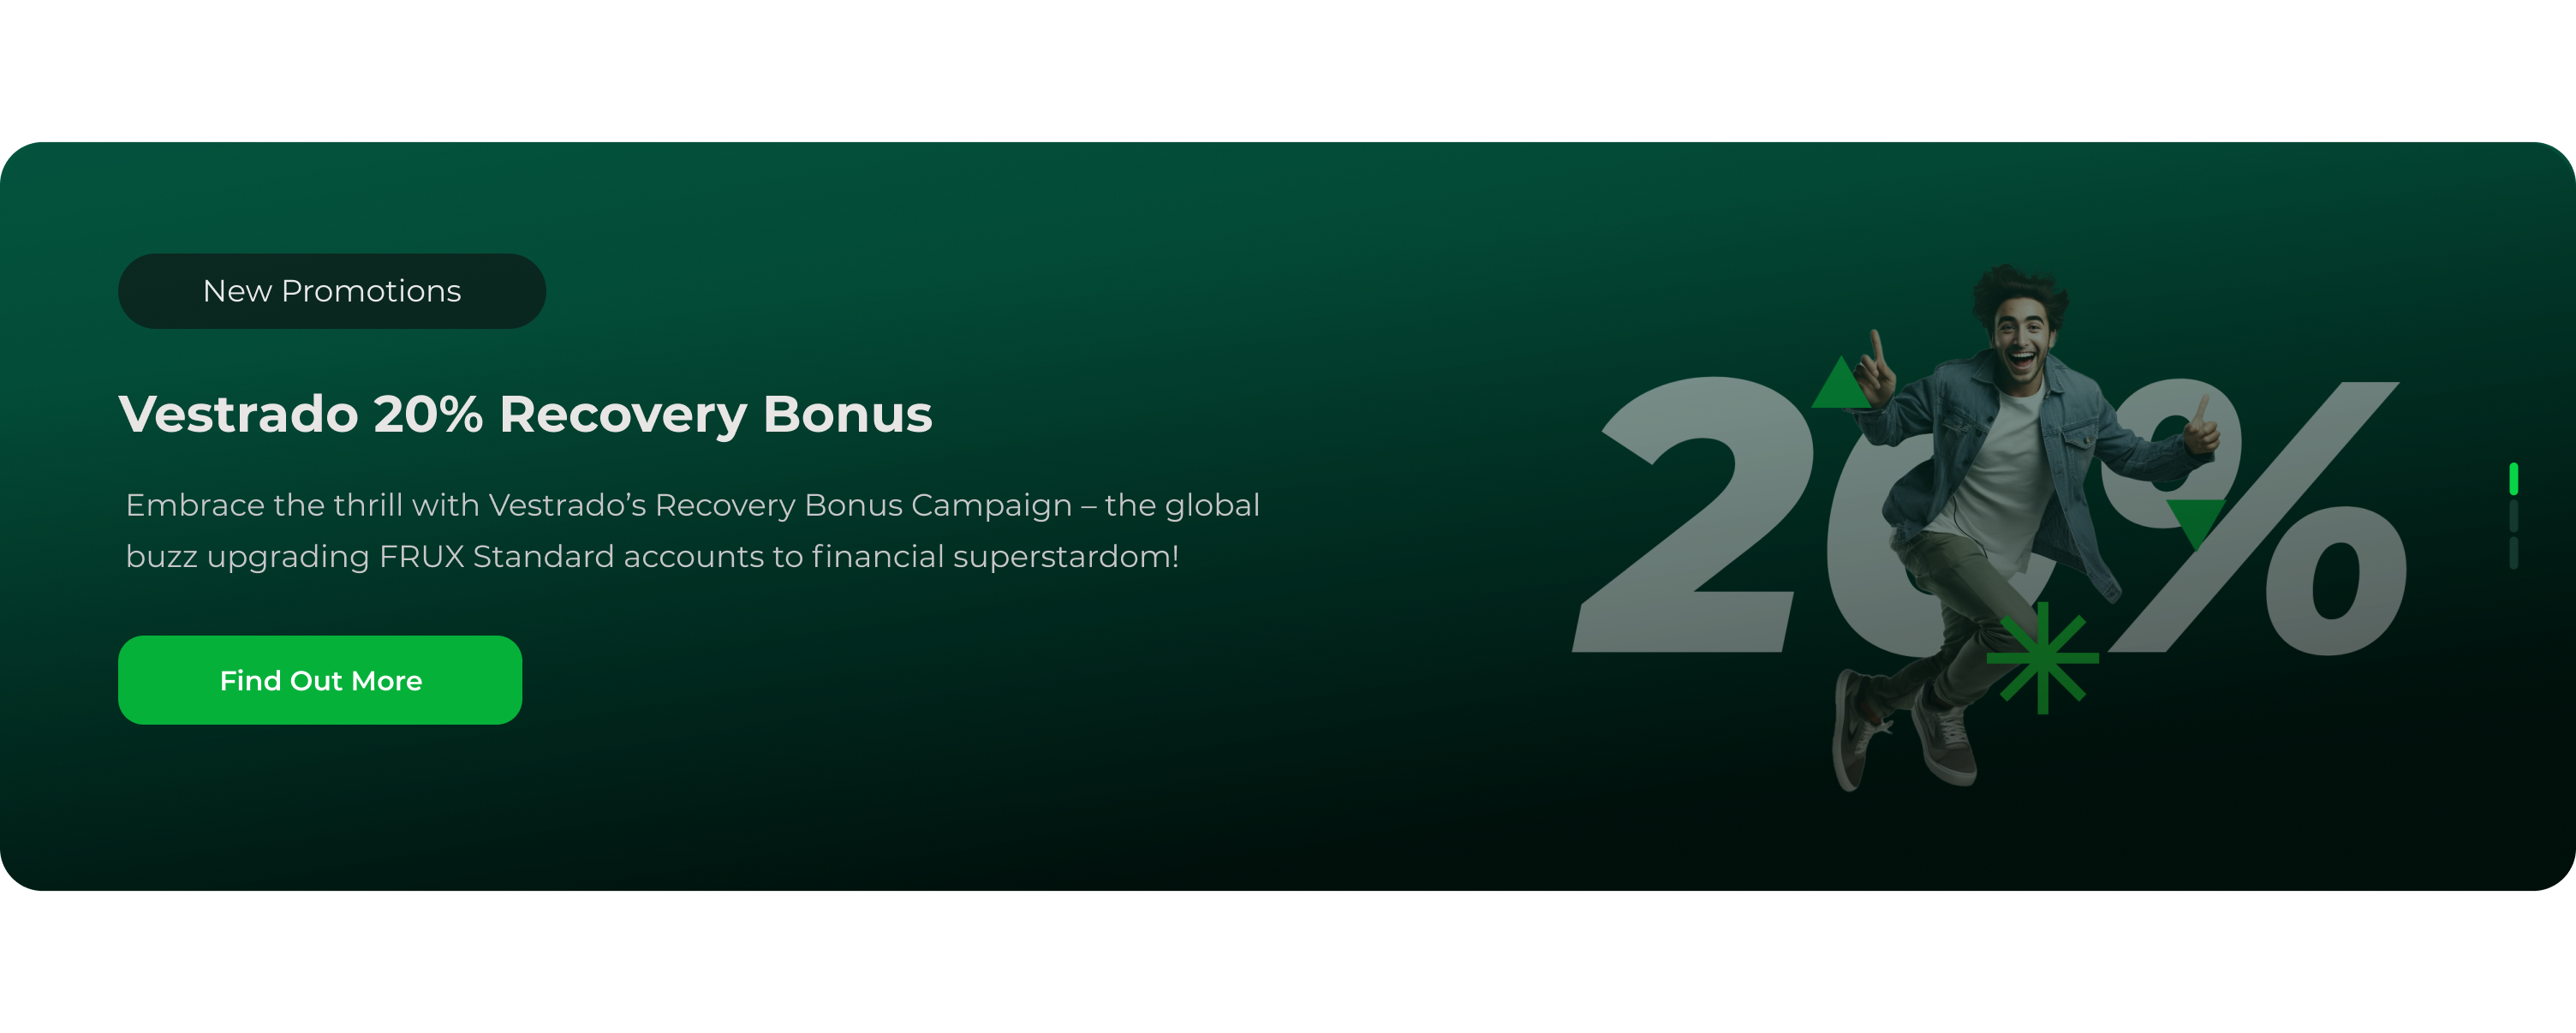 New Promotions
Vestrado 20% Recovery Bonus
Embrace the thrill with Vestrado’s Recovery Bonus Campaign – the global
buzz upgrading FRUX Standard accounts to financial superstardom!
Find Out More
20%